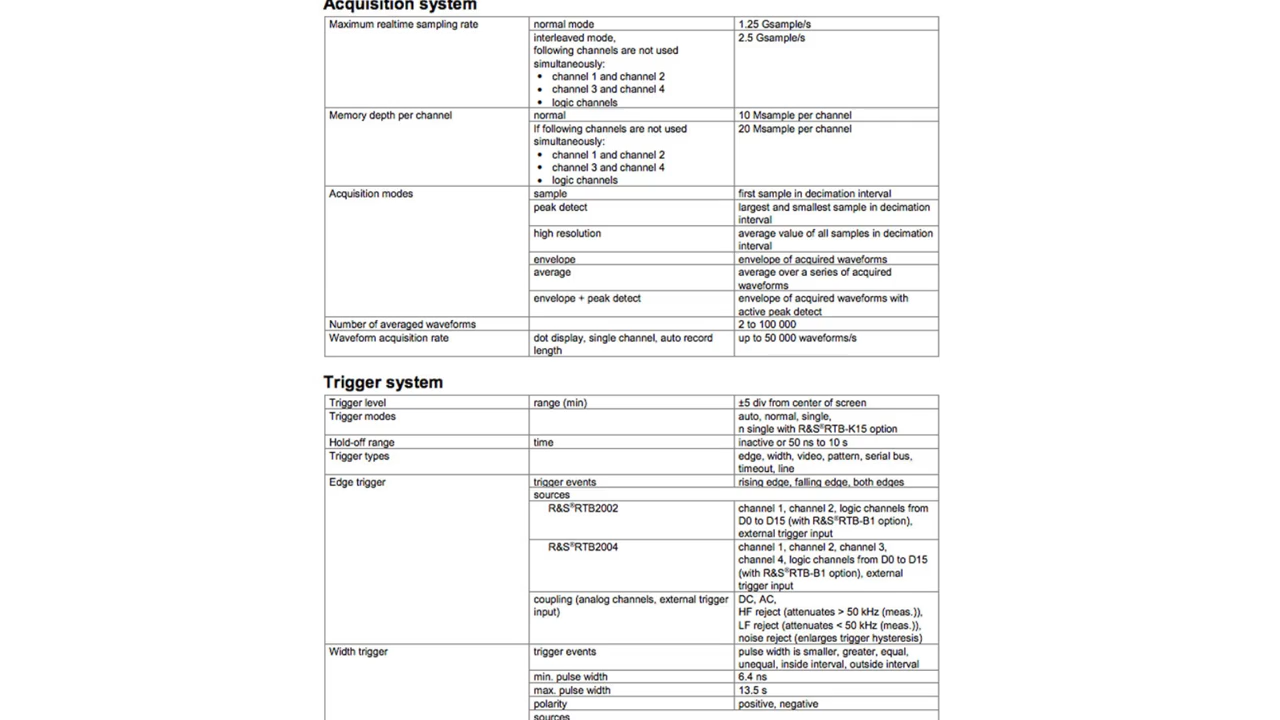 Acquisition system
Maximum realtime sampling rate
normal mode
1.25 Gsample/s
interleaved mode,
following channels are not used
simultaneously:
• channel 1 and channel 2
• channel 3 and channel 4
• logic channels
2.5 Gsample/s
Memory depth per channel
normal
10 Msample per channel
If following channels are not used
simultaneously:
• channel 1 and channel 2
• channel 3 and channel 4
• logic channels
20 Msample per channel
Acquisition modes
sample
first sample in decimation interval
peak detect
largest and smallest sample in decimation
interval
high resolution
average value of all samples in decimation
interval
envelope
envelope of acquired waveforms
average
average over a series of acquired
waveforms
envelope + peak detect
envelope of acquired waveforms with
active peak detect
Number of averaged waveforms
2 to 100 000
Waveform acquisition rate
dot display, single channel, auto record
length
up to 50 000 waveforms/s
Trigger system
Trigger level
range (min)
±5 div from center of screen
Trigger modes
auto, normal, single,
n single with R&S®RTB-K15 option
Hold-off range
time
inactive or 50 ns to 10 s
Trigger types
edge, width, video, pattern, serial bus,
timeout, line
Edge trigger
trigger events
rising edge, falling edge, both edges
sources
R&S®RTB2002
channel 1, channel 2, logic channels from
D0 to D15 (with R&S®RTB-B1 option),
external trigger input
R&S®RTB2004
channel 1, channel 2, channel 3,
channel 4, logic channels from D0 to D15
(with R&S®RTB-B1 option), external
trigger input
coupling (analog channels, external trigger
input)
DC, AC,
HF reject (attenuates > 50 kHz (meas.)),
LF reject (attenuates < 50 kHz (meas.)),
noise reject (enlarges trigger hysteresis)
Width trigger
trigger events
pulse width is smaller, greater, equal,
unequal, inside interval, outside interval
min. pulse width
6.4 ns
max. pulse width
13.5 s
polarity
positive, negative
sources